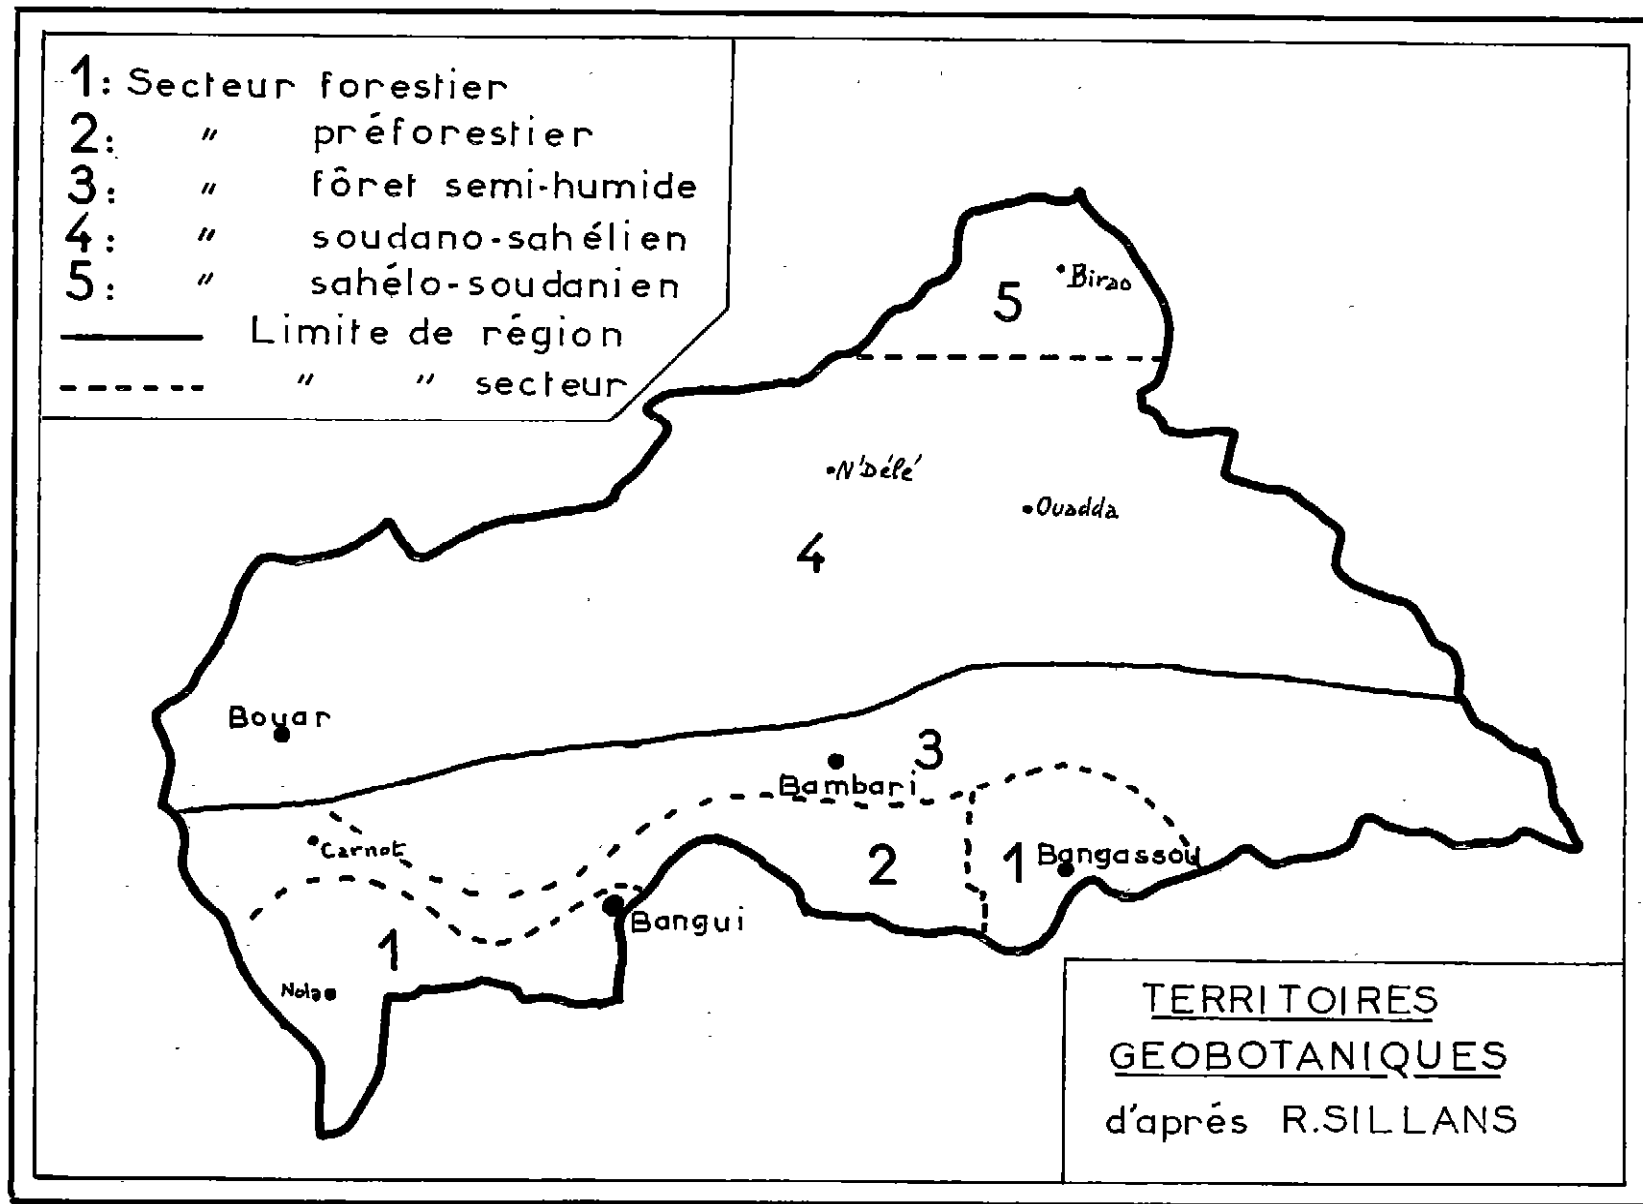 1: Secteur forestier
2: " préforestier
3: " fôret semi-humide
4: " soudano-sahélien
5: " sahélo-soudanien
Limite de région
" " secteur
5
Birao
N'Délé
Ouadda
4
Bouar
3
Bambari
Carnot
2
1
Bangassou
Bangui
1
Nola
TERRITOIRES
GEOBOTANIQUES
d'aprés R.SILLANS